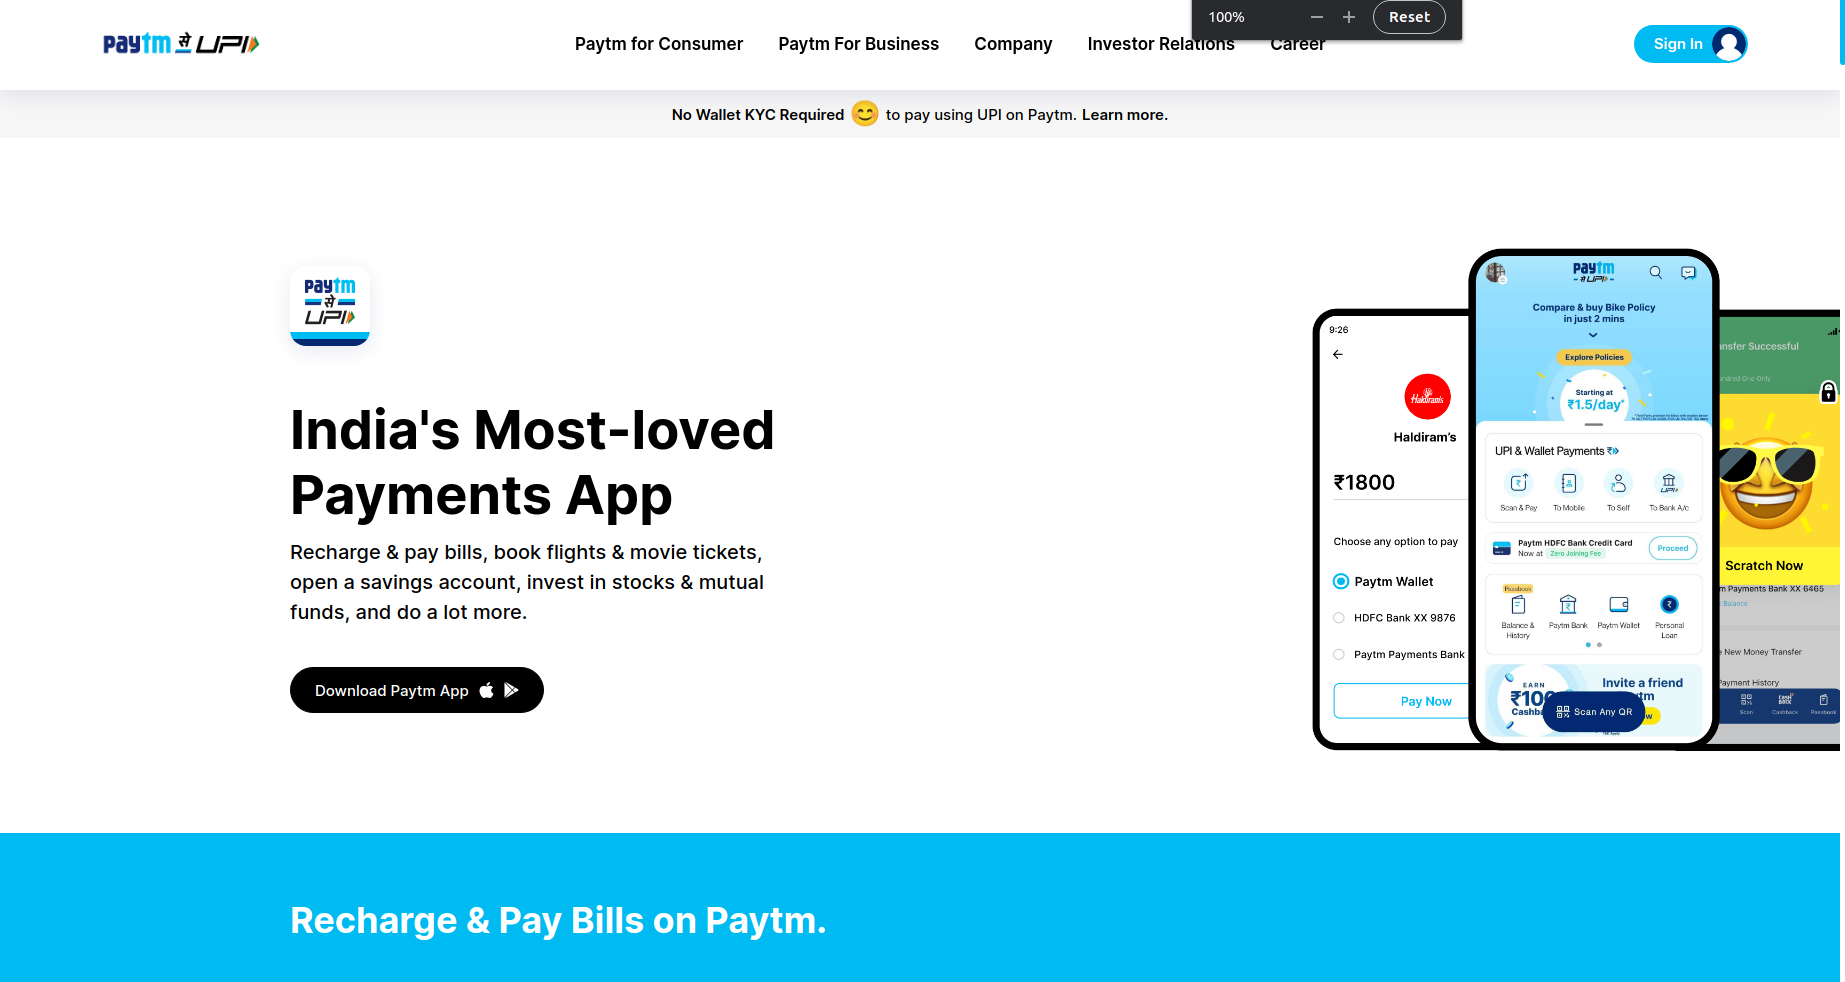 paytm से UPI
Paytm for Consumer
Paytm For Business
Company
Investor Relations
Career
100%
Reset
Sign In
No Wallet KYC Required 😊 to pay using UPI on Paytm. Learn more.
paytm
से
UPI
India's Most-loved
Payments App
Recharge & pay bills, book flights & movie tickets,
open a savings account, invest in stocks & mutual
funds, and do a lot more.
Download Paytm App
9:26
Haldiram's
Haldiram's
₹1800
Choose any option to pay
Paytm Wallet
HDFC Bank XX 9876
Paytm Payments Bank
Pay Now
paytm
से UPI
Compare & buy Bike Policy
in just 2 mins
Explore Policies
Starting at
₹1.5/day*
UPI & Wallet Payments
Scan & Pay
To Mobile
To Self
To Bank A/c
Paytm HDFC Bank Credit Card
Now at Zero Joining Fee
Proceed
Passbook
Balance &
History
Paytm Bank
Paytm Wallet
Personal
Loan
EARN
₹100
Cashba
Invite a friend
ytm
Scan Any QR
ansfer Successful
undred One Only
Scratch Now
m Payments Bank XX 6465
Balance
e New Money Transfer
Payment History
Scan
Cashback
Passbook
Recharge & Pay Bills on Paytm.